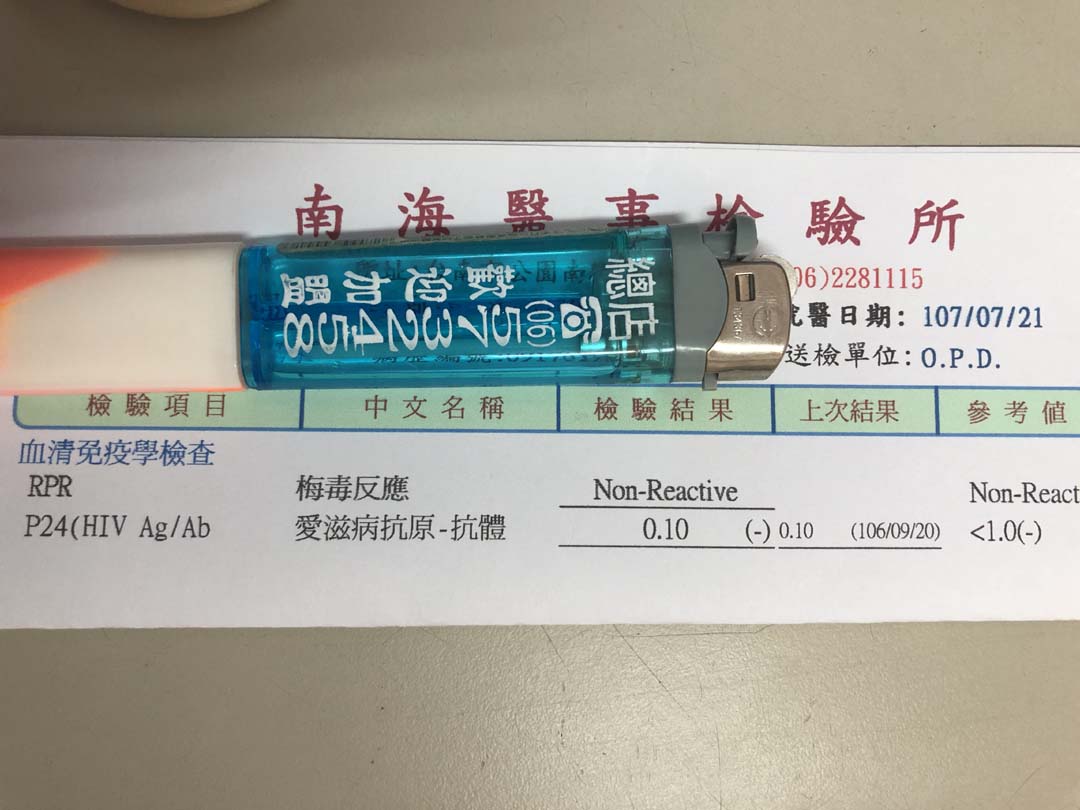 南海醫事檢驗所
06)2281115
醫日期: 107/07/21
送檢單位:O.P.D.
總店
(06)5732458
歡迎加盟
檢驗項目 中文名稱 檢驗結果 上次結果 參考值
血清免疫學檢查
RPR 梅毒反應 Non-Reactive Non-React
P24(HIV Ag/Ab 愛滋病抗原-抗體 0.10 (-) 0.10 (106/09/20) <1.0(-)